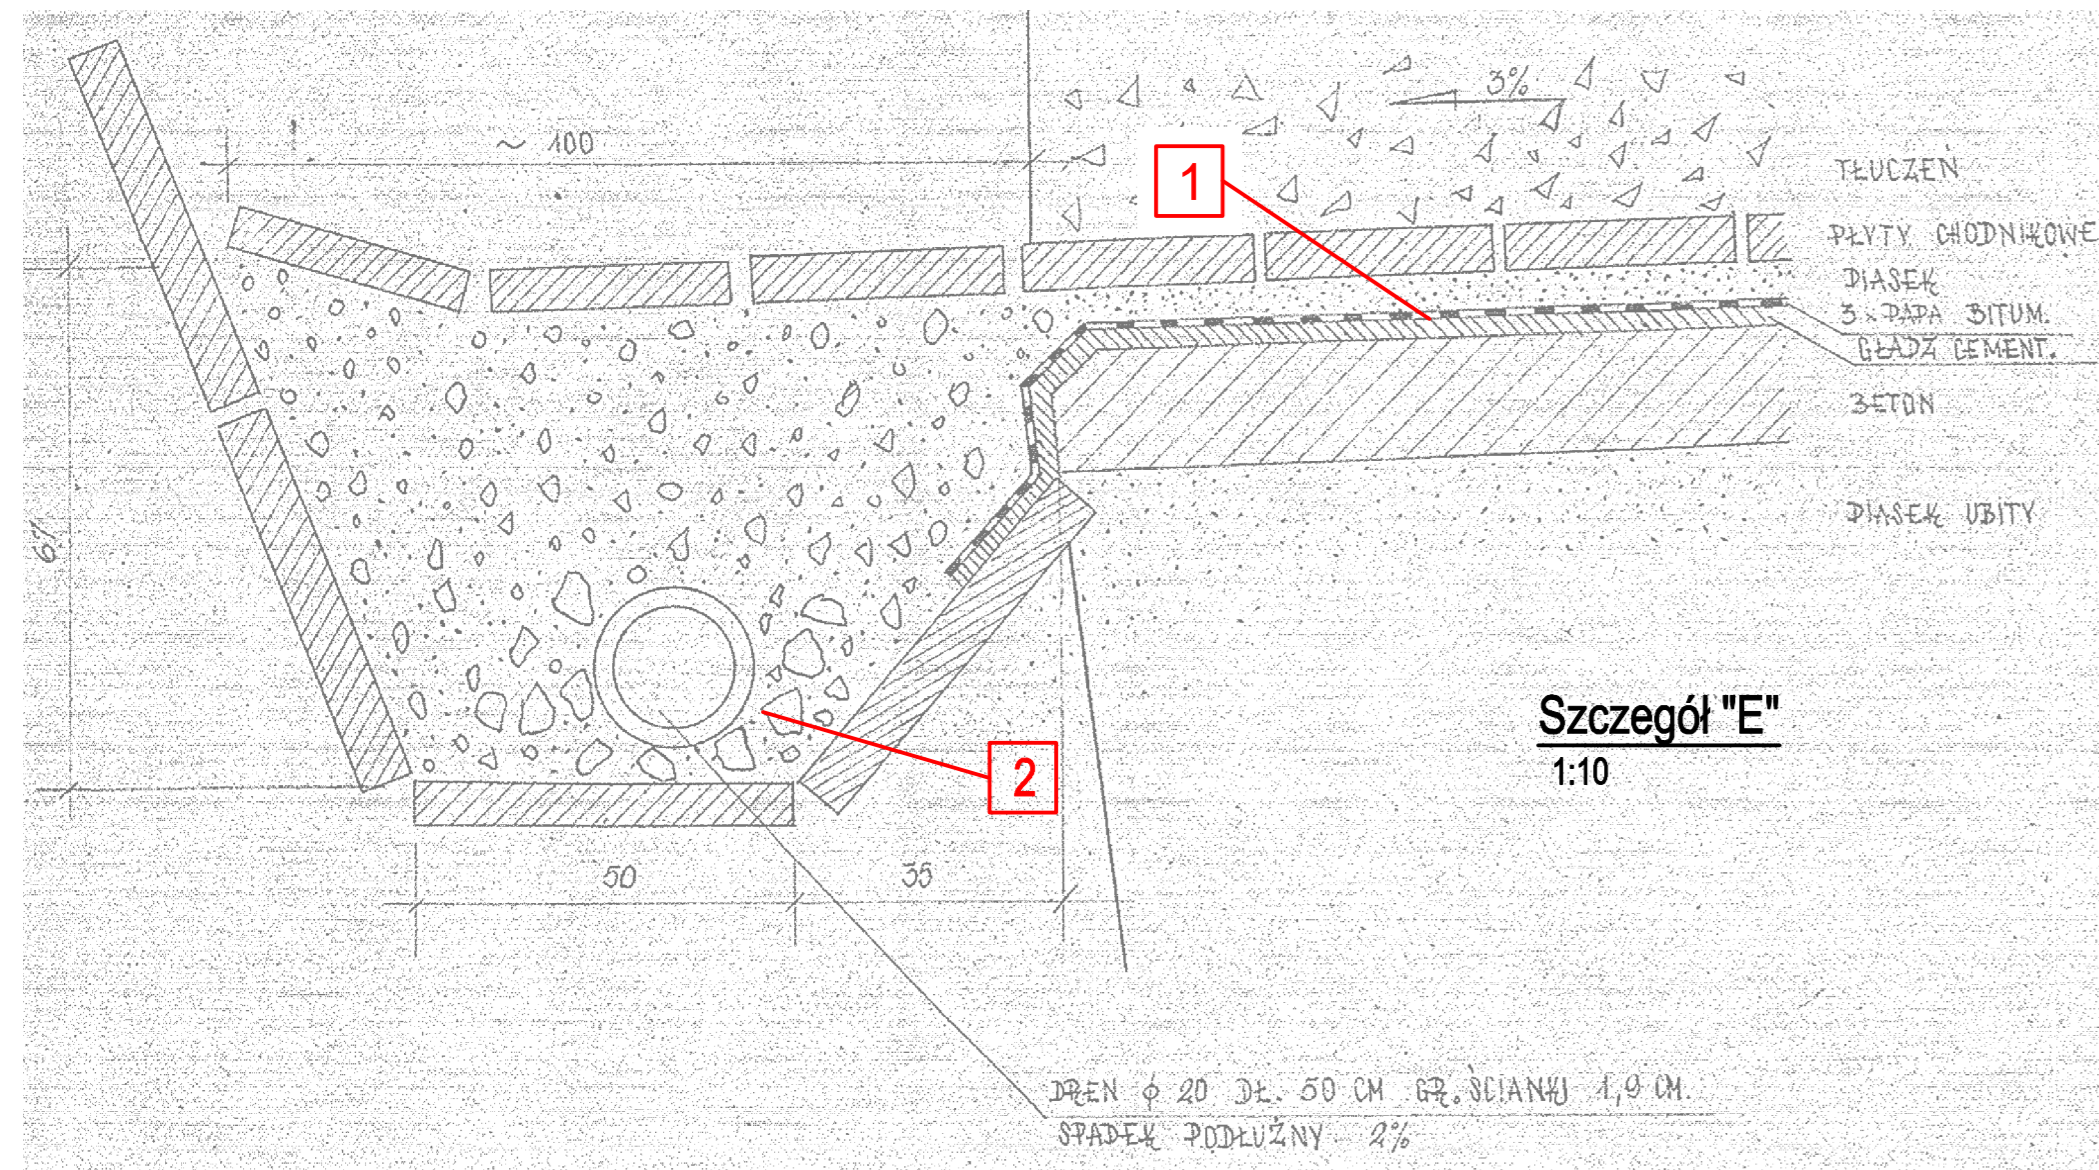 3%
~ 100
1
TŁUCZEŃ
PŁYTY CHODNIKOWE
PIASEK
3 x PAPA BITUM.
GŁADŹ CEMENT.
BETON
PIASEK UBITY
67
2
Szczegół "E"
1:10
50
35
DREN ϕ 20 DŁ. 50 CM GR. ŚCIANKI 1,9 CM.
SPADEK PODŁUŻNY 2%